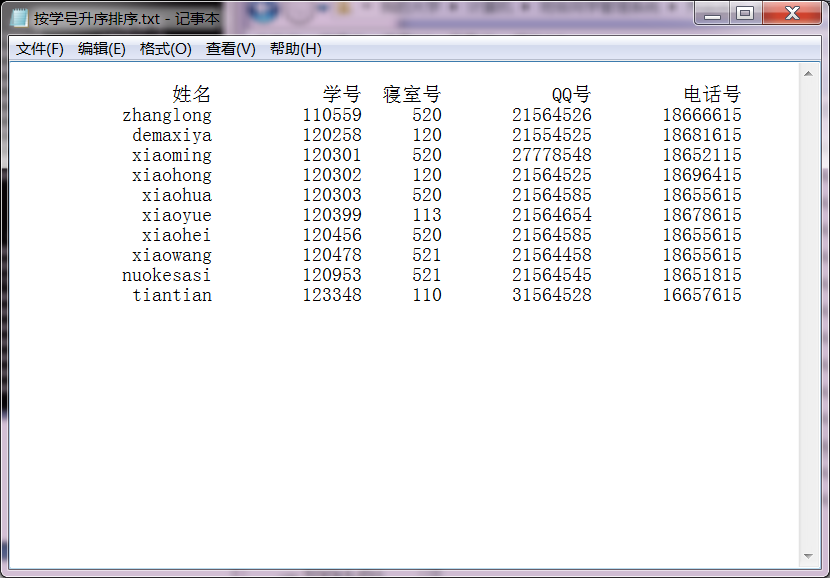 按学号升序排序.txt - 记事本
文件(F) 编辑(E) 格式(O) 查看(V) 帮助(H)
姓名 学号 寝室号 QQ号 电话号
zhanglong 110559 520 21564526 18666615
demaxiya 120258 120 21554525 18681615
xiaoming 120301 520 27778548 18652115
xiaohong 120302 120 21564525 18696415
xiaohua 120303 520 21564585 18655615
xiaoyue 120399 113 21564654 18678615
xiaohei 120456 520 21564585 18655615
xiaowang 120478 521 21564458 18655615
nuokesasi 120953 521 21564545 18651815
tiantian 123348 110 31564528 16657615